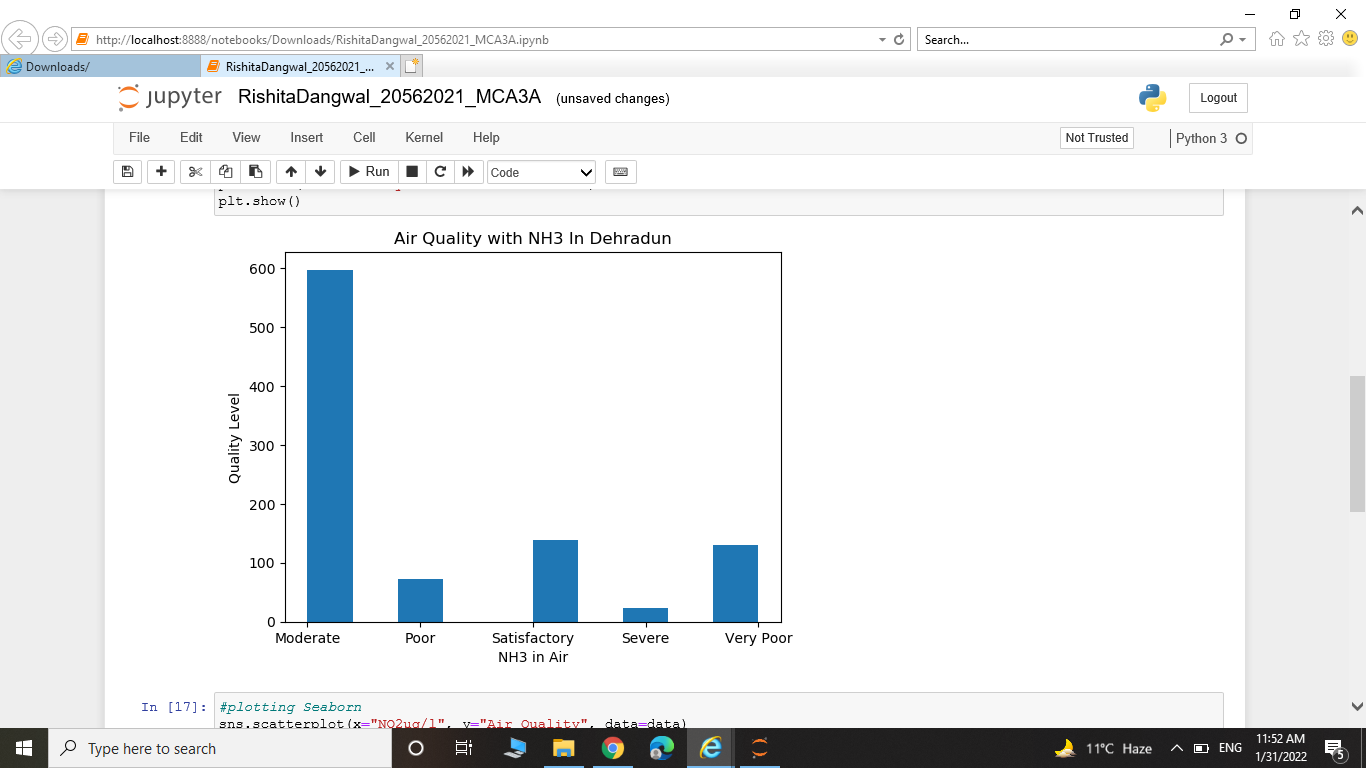 http://localhost:8888/notebooks/Downloads/RishitaDangwal_20562021_MCA3A.ipynb
Search...
Downloads/
RishitaDangwal_20562021_...
jupyter RishitaDangwal_20562021_MCA3A (unsaved changes)
Logout
File Edit View Insert Cell Kernel Help
Not Trusted
Python 3
Run
Code
plt.show()
Air Quality with NH3 In Dehradun
600
500
400
300
200
100
0
Quality Level
Moderate Poor Satisfactory Severe Very Poor
NH3 in Air
In [17]: #plotting Seaborn
sns.scatterplot(x="NO2ug/l", y="Air Quality", data=data)
Type here to search
11°C Haze
ENG
11:52 AM
1/31/2022
5